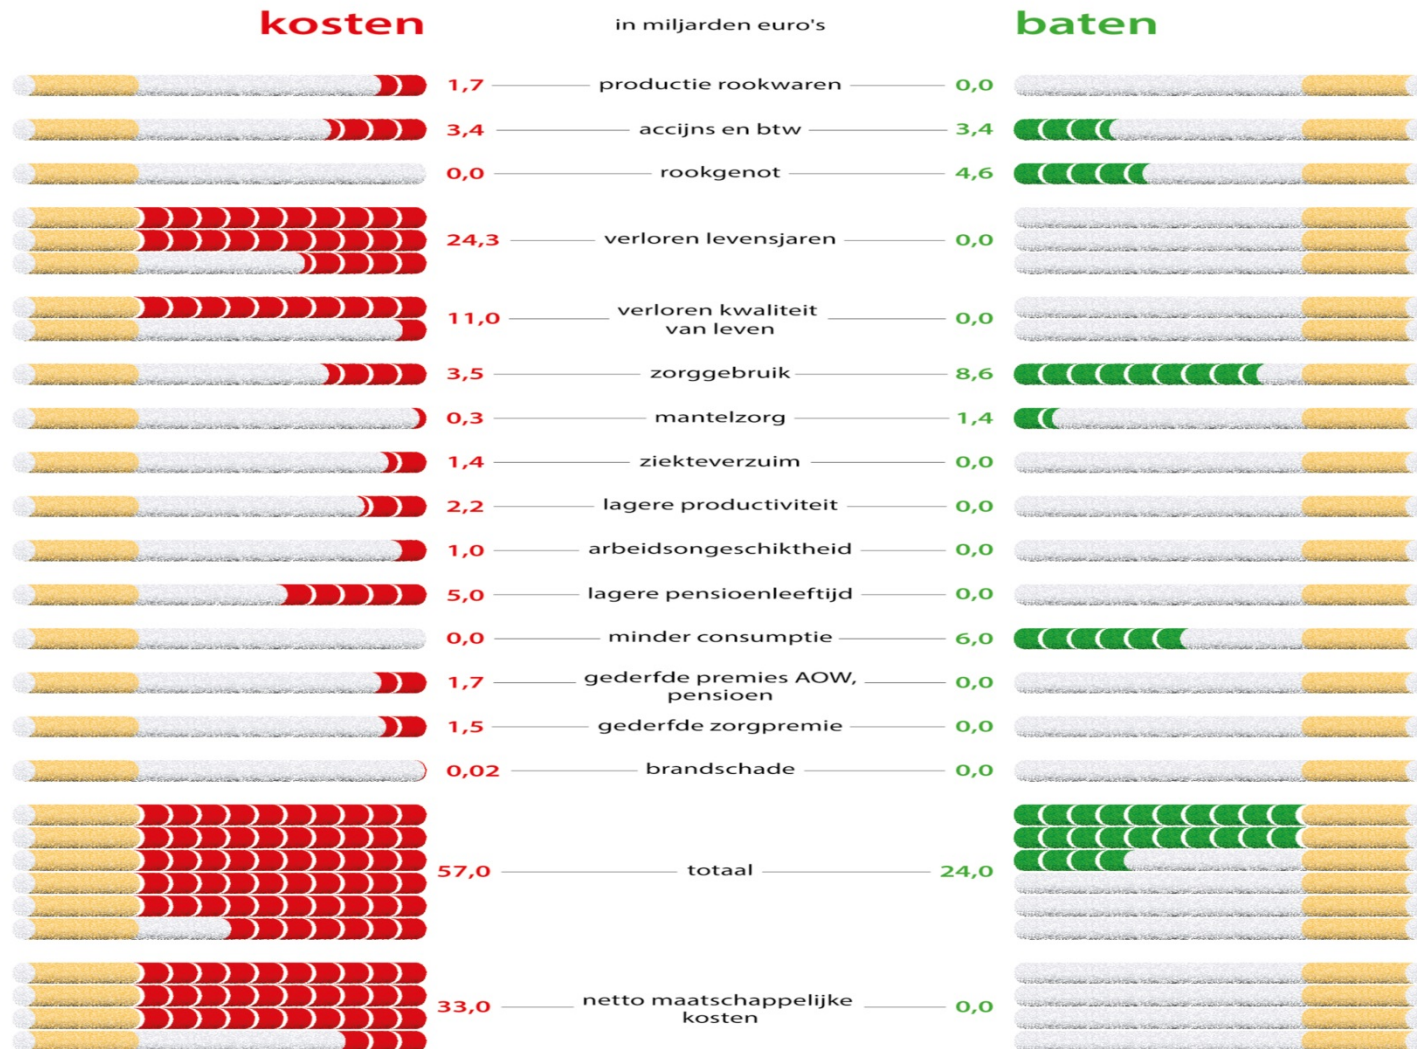 kosten in miljarden euro's baten
1,7 productie rookwaren 0,0
3,4 accijns en btw 3,4
0,0 rookgenot 4,6
24,3 verloren levensjaren 0,0
11,0 verloren kwaliteit 0,0
van leven
3,5 zorggebruik 8,6
0,3 mantelzorg 1,4
1,4 ziekteverzuim 0,0
2,2 lagere productiviteit 0,0
1,0 arbeidsongeschiktheid 0,0
5,0 lagere pensioenleeftijd 0,0
0,0 minder consumptie 6,0
1,7 gederfde premies AOW, 0,0
pensioen
1,5 gederfde zorgpremie 0,0
0,02 brandschade 0,0
57,0 totaal 24,0
33,0 netto maatschappelijke 0,0
kosten